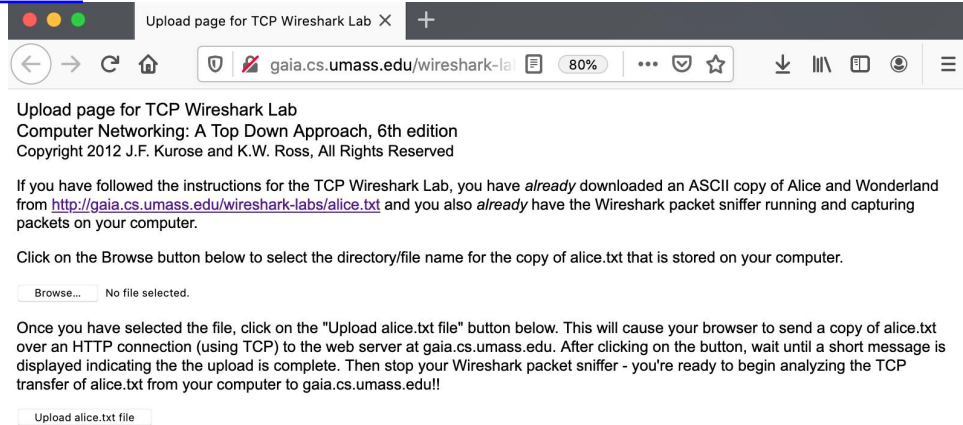 Upload page for TCP Wireshark Lab
gaia.cs.umass.edu/wireshark-la
80%
Upload page for TCP Wireshark Lab
Computer Networking: A Top Down Approach, 6th edition
Copyright 2012 J.F. Kurose and K.W. Ross, All Rights Reserved
If you have followed the instructions for the TCP Wireshark Lab, you have already downloaded an ASCII copy of Alice and Wonderland
from http://gaia.cs.umass.edu/wireshark-labs/alice.txt and you also already have the Wireshark packet sniffer running and capturing
packets on your computer.
Click on the Browse button below to select the directory/file name for the copy of alice.txt that is stored on your computer.
Browse... No file selected.
Once you have selected the file, click on the "Upload alice.txt file" button below. This will cause your browser to send a copy of alice.txt
over an HTTP connection (using TCP) to the web server at gaia.cs.umass.edu. After clicking on the button, wait until a short message is
displayed indicating the the upload is complete. Then stop your Wireshark packet sniffer - you're ready to begin analyzing the TCP
transfer of alice.txt from your computer to gaia.cs.umass.edu!!
Upload alice.txt file